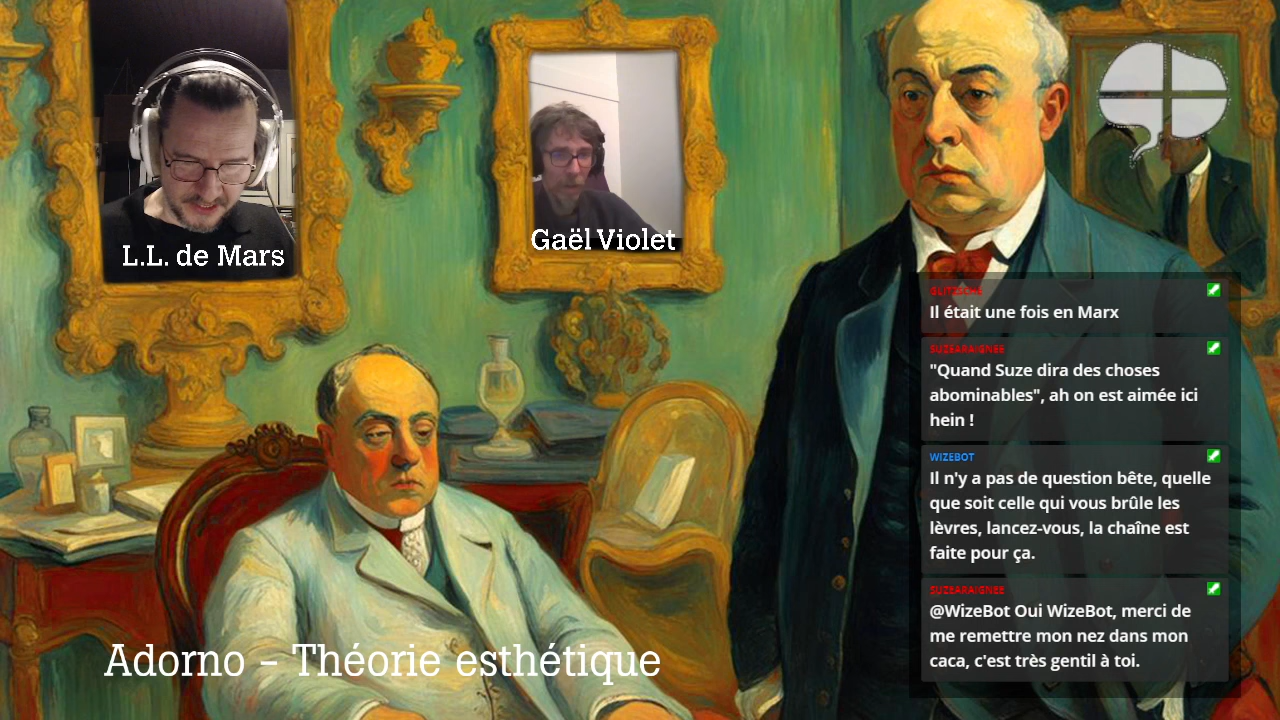 L.L. de Mars
Gaël Violet
GLITZSCHE
Il était une fois en Marx
SUZEARAIGNEE
"Quand Suze dira des choses
abominables", ah on est aimée ici
hein !
WIZEBOT
Il n'y a pas de question bête, quelle
que soit celle qui vous brûle les
lèvres, lancez-vous, la chaîne est
faite pour ça.
SUZEARAIGNEE
@WizeBot Oui WizeBot, merci de
me remettre mon nez dans mon
caca, c'est très gentil à toi.
Adorno – Théorie esthétique